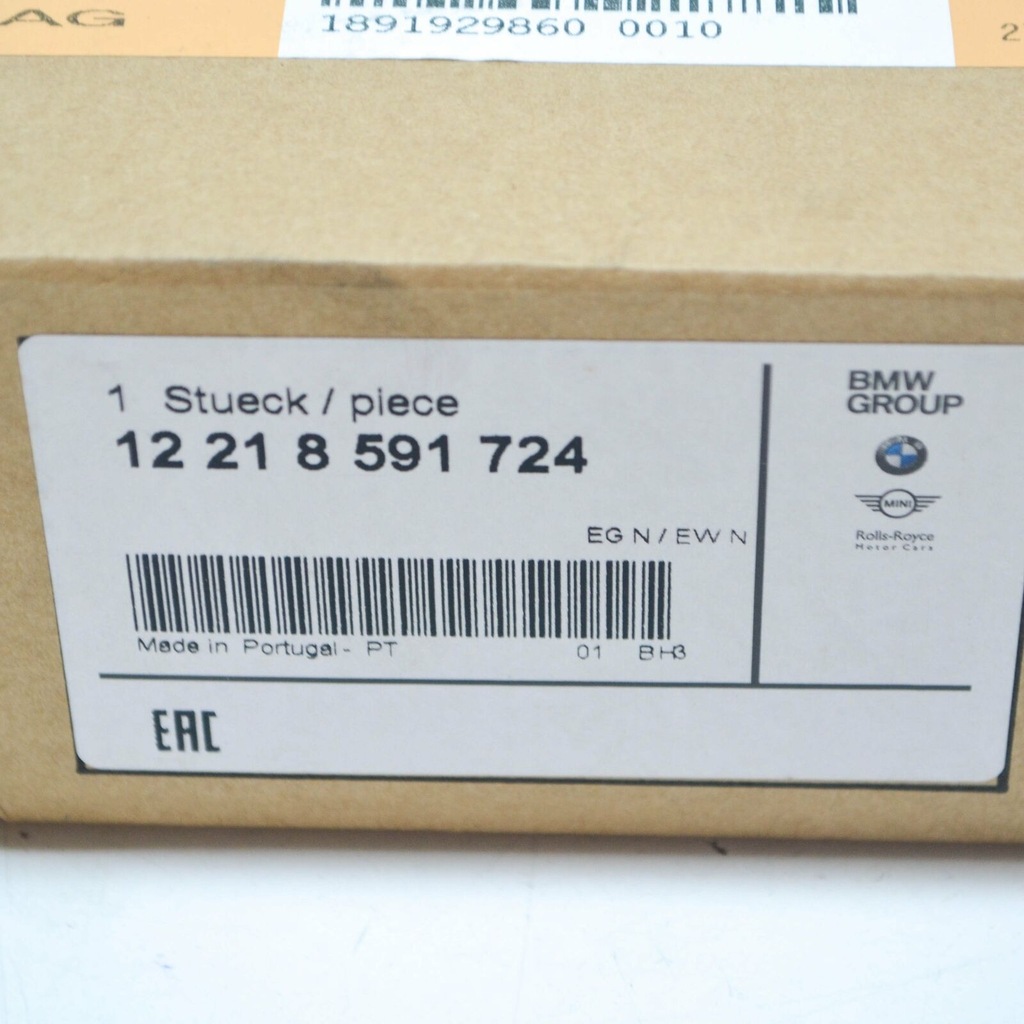 AG
1891929860 0010
2
1 Stueck / piece
12 21 8 591 724
EG N / EW N
Made in Portugal - PT 01 BH3
EAC
BMW
GROUP
MINI
Rolls-Royce
Motor Cars